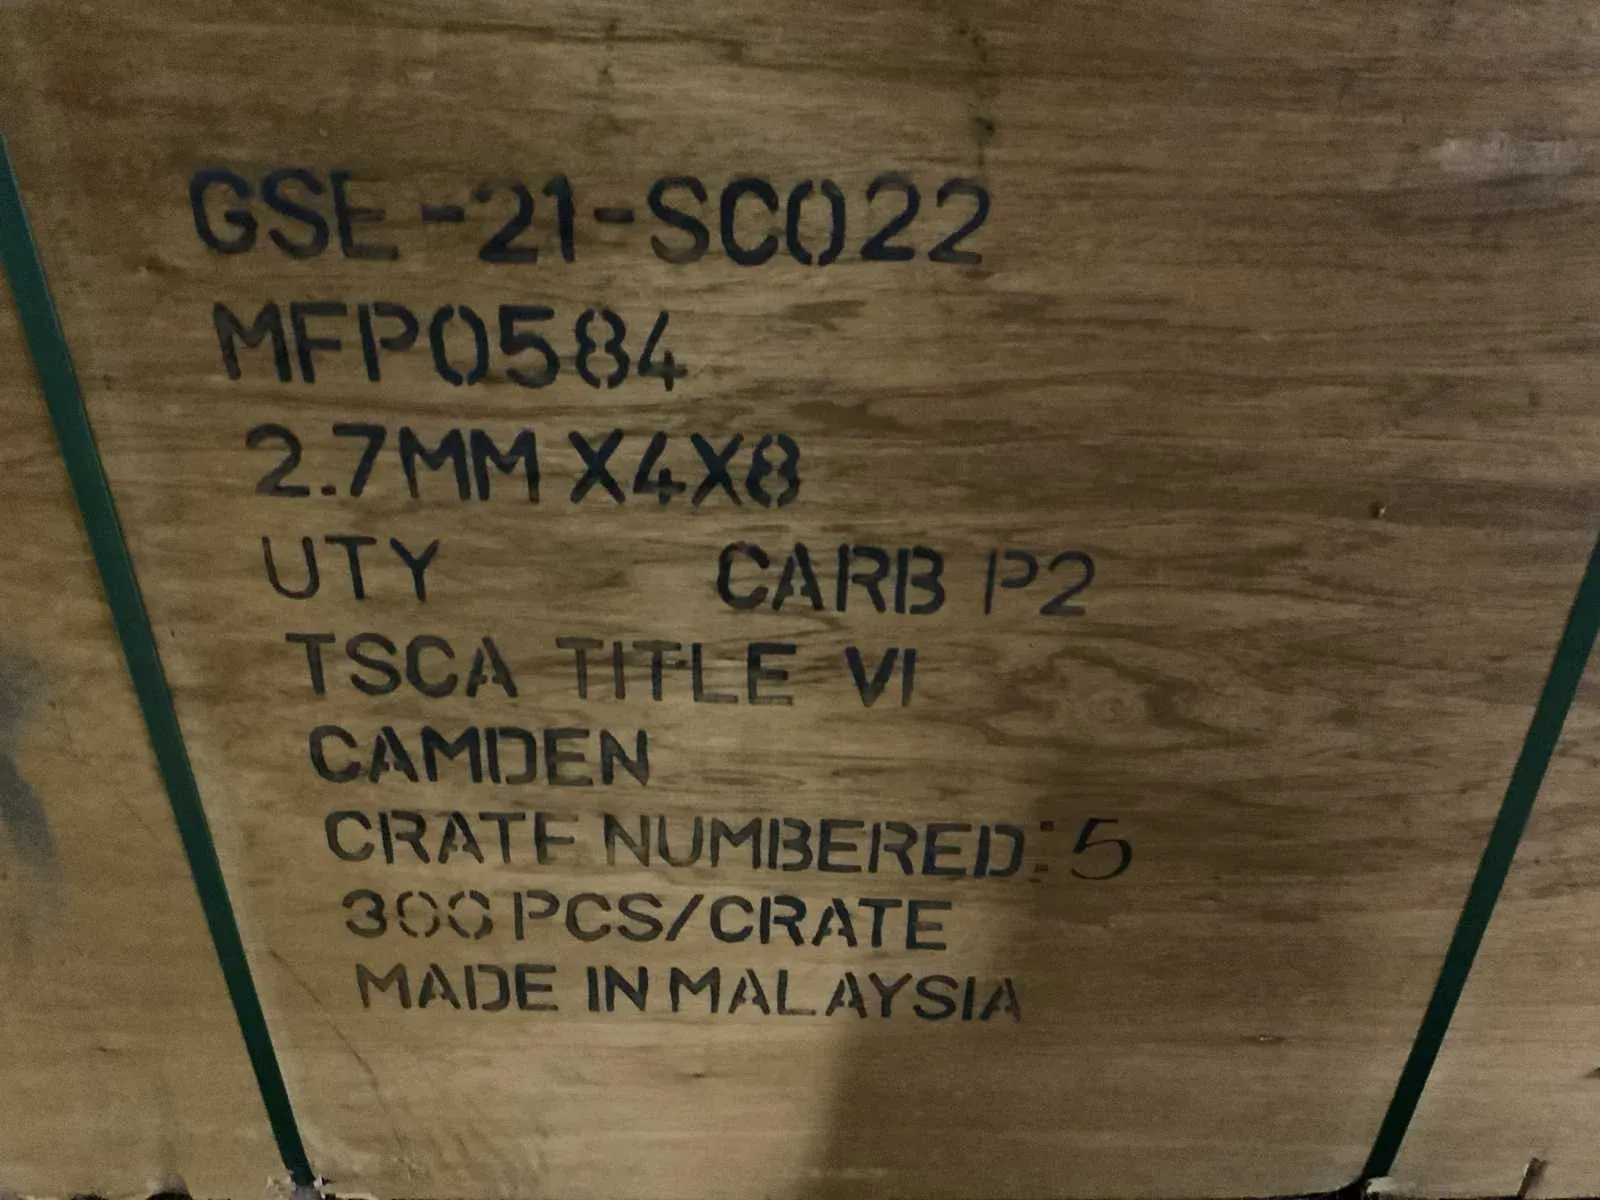 GSE-21-SC022
MFP0584
2.7MM X4X8
UTY CARB P2
TSCA TITLE VI
CAMDEN
CRATE NUMBERED: 5
300 PCS/CRATE
MADE IN MALAYSIA